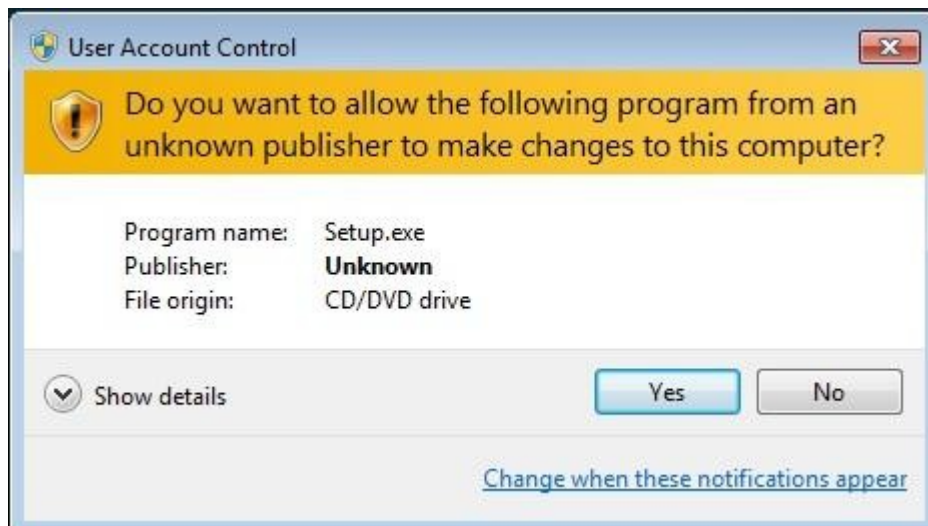 User Account Control
Do you want to allow the following program from an
unknown publisher to make changes to this computer?
Program name: Setup.exe
Publisher: Unknown
File origin: CD/DVD drive
Show details
Yes
No
Change when these notifications appear